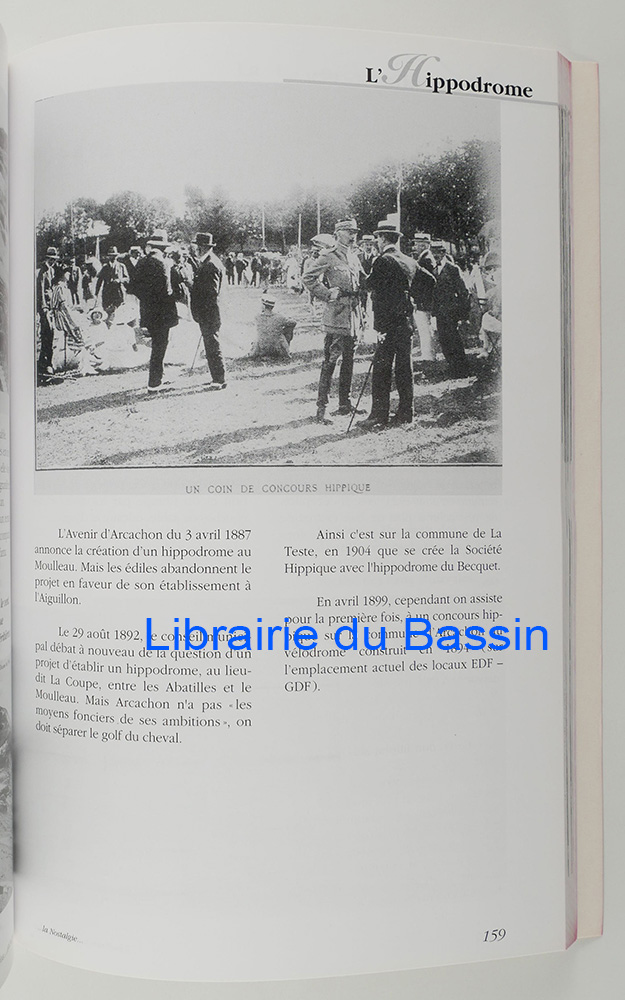 L'Hippodrome
UN COIN DE CONCOURS HIPPIQUE
L'Avenir d'Arcachon du 3 avril 1887
annonce la création d'un hippodrome au
Moulleau. Mais les édiles abandonnent le
projet en faveur de son établissement à
l'Aiguillon.
Le 29 août 1892, le conseil
pal débat à nouveau de la question d'un
projet d'établir un hippodrome, au lieu-
dit La Coupe, entre les Abatilles et le
Moulleau. Mais Arcachon n'a pas «les
moyens fonciers de ses ambitions», on
doit séparer le golf du cheval.
Ainsi c'est sur la commune de La
Teste, en 1904 que se crée la Société
Hippique avec l'hippodrome du Becquet.
En avril 1899, cependant on assiste
pour la première fois, à un concours hip-
sur
vélodrome construit en
l'emplacement actuel des locaux EDF –
GDF).
Librairie du Bassin
...la Nostalgie...
159